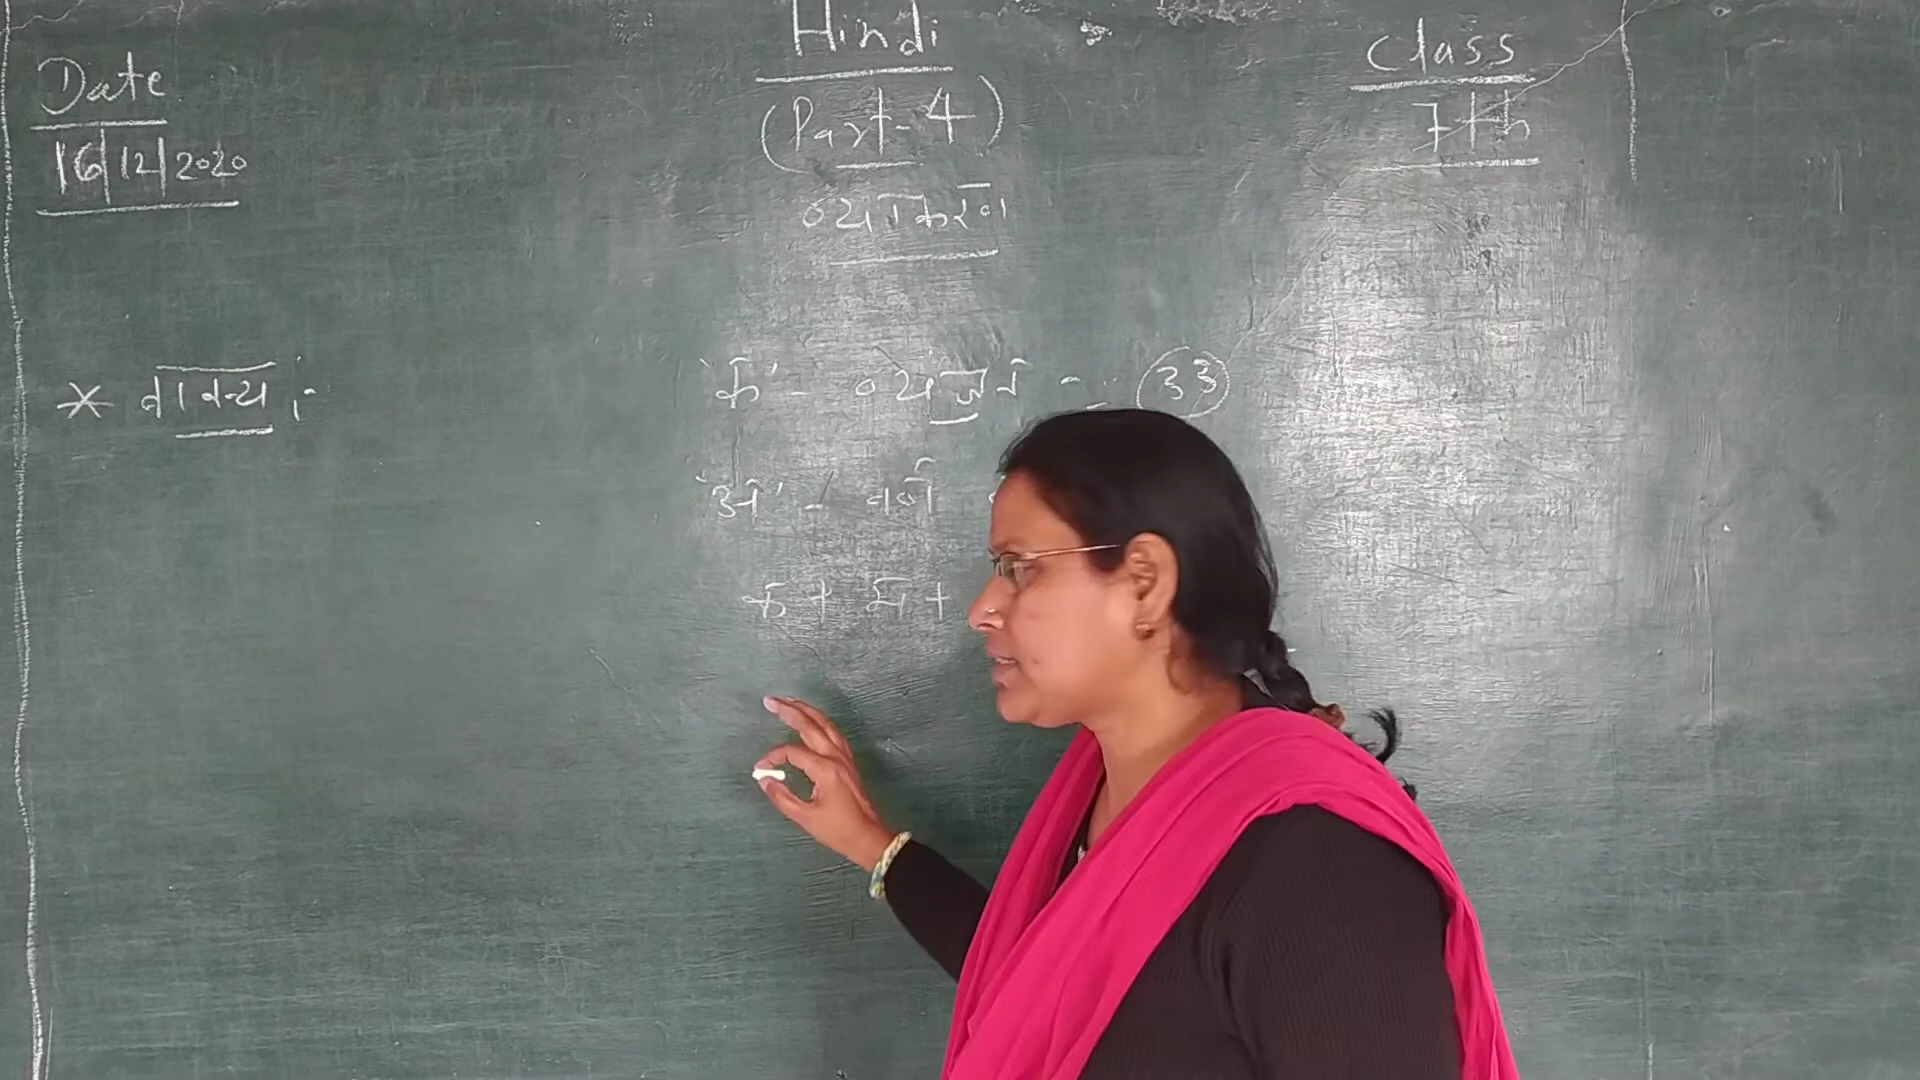 Date
16/12/2020
Hindi
(Part-4)
व्याकरण
Class
7th
* वाक्य :-
'क' - व्यंजन -: 33
'अ' - वर्ण
क + म +